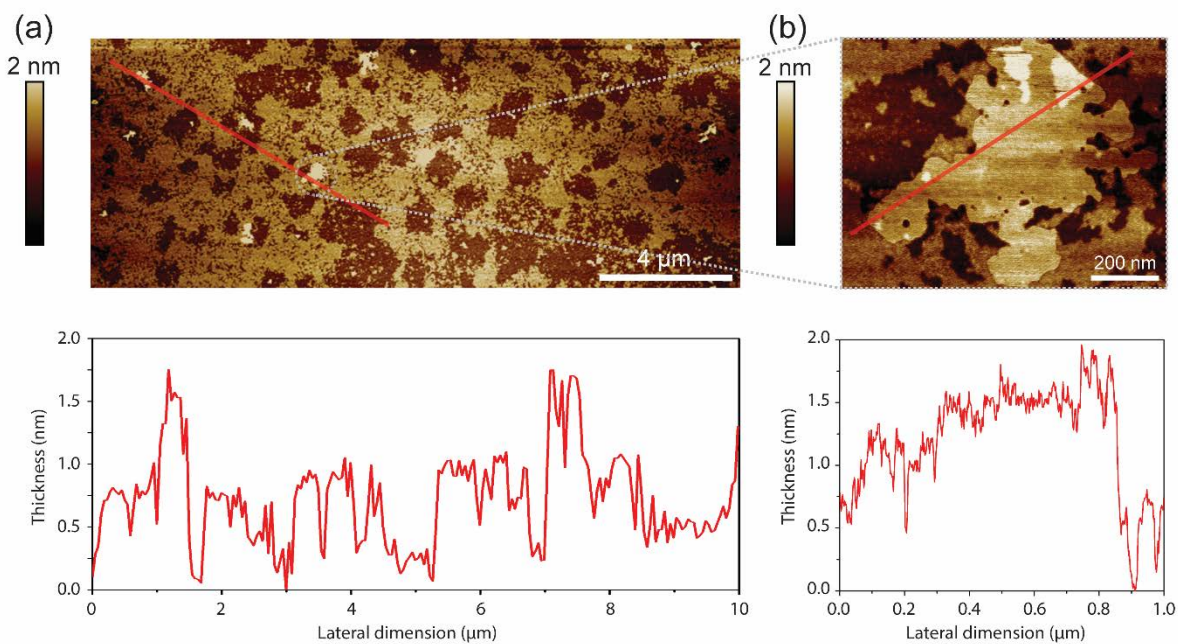 (a)
2 nm
4 µm
(b)
2 nm
200 nm
Thickness (nm)
2.0
1.5
1.0
0.5
0.0
0 2 4 6 8 10
Lateral dimension (µm)
Thickness (nm)
2.0
1.5
1.0
0.5
0.0
0.0 0.2 0.4 0.6 0.8 1.0
Lateral dimension (µm)